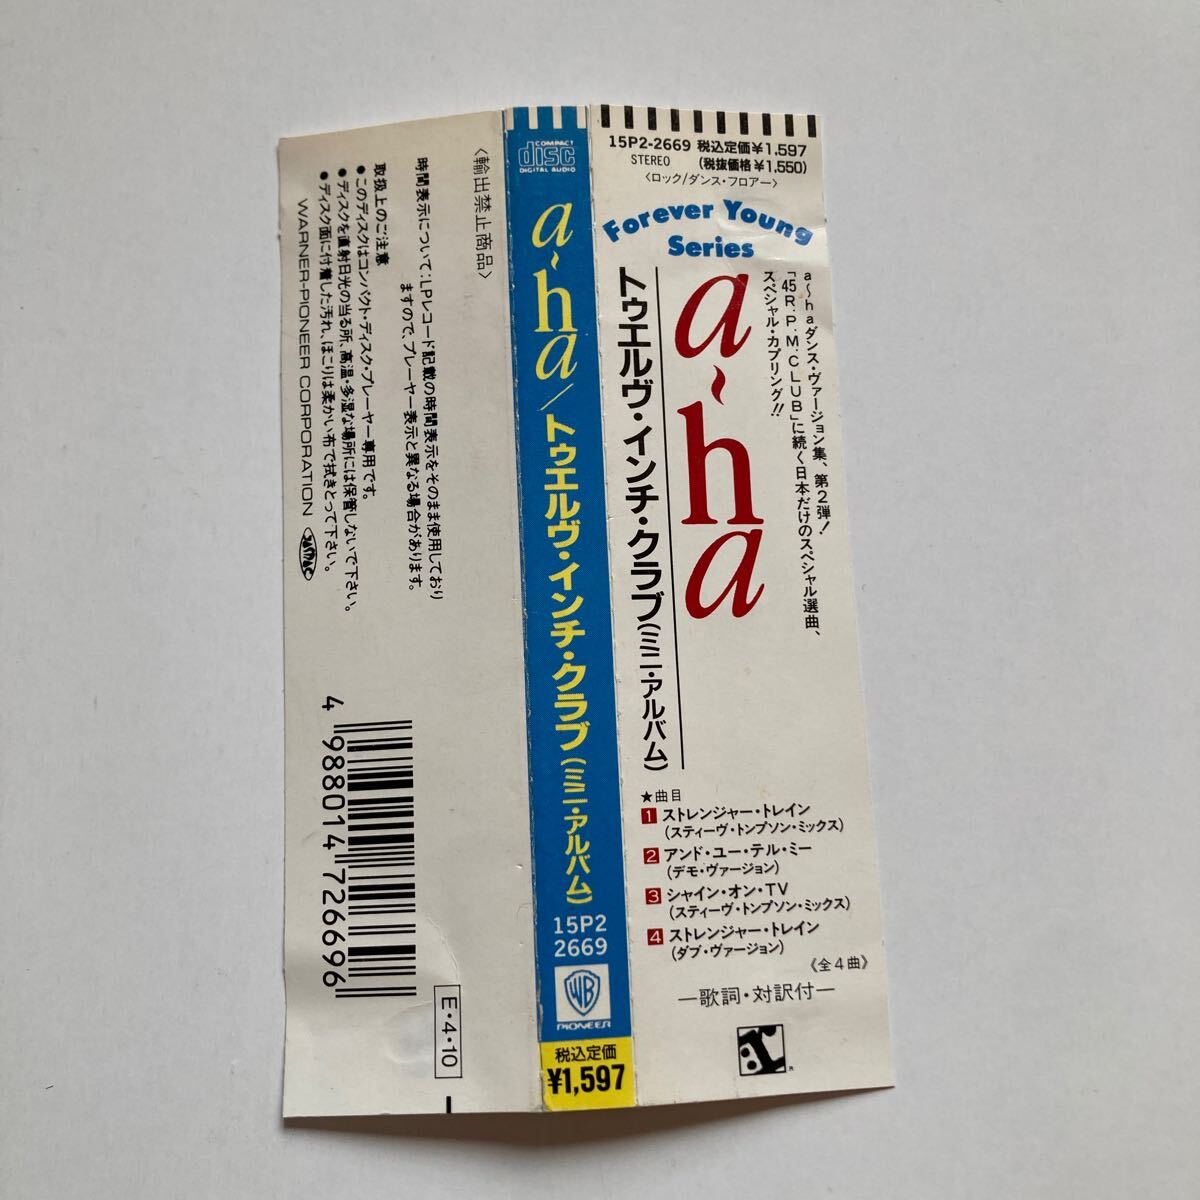 15P2-2669 税込定価¥1,597
STEREO (税抜価格¥1,550)
〈ロック/ダンス・フロアー〉
Forever Young
Series
a~haダンス・ヴァージョン集、第2弾!
「45R.P.M.CLUB」に続く日本だけのスペシャル選曲、
スペシャル・カプリング!!
a-ha
トゥエルヴ・インチ・クラブ(ミニ・アルバム)
★曲目
1 ストレンジャー・トレイン
(スティーヴ・トンプソン・ミックス)
2 アンド・ユー・テル・ミー
(デモ・ヴァージョン)
3 シャイン・オン・TV
(スティーヴ・トンプソン・ミックス)
4 ストレンジャー・トレイン
(ダブ・ヴァージョン)
《全4曲》
—歌詞・対訳付—
COMPACT
disc
DIGITAL AUDIO
a-ha/トゥエルヴ・インチ・クラブ(ミニ・アルバム)
15P2
2669
WB
PIONEER
税込定価
¥1,597
〈輸出禁止商品〉
時間表示について:LPレコード記載の時間表示をそのまま使用しており
ますので、プレーヤー表示と異なる場合があります。
取扱上のご注意
●このディスクはコンパクト・ディスク・プレーヤー専用です。
●ディスクを直射日光の当る所、高温・多湿な場所には保管しないで下さい。
●ディスク面に付着した汚れ、ほこりは柔かい布で拭きとって下さい。
WARNER-PIONEER CORPORATION JASRAC
4 988014 726696
E・4・10